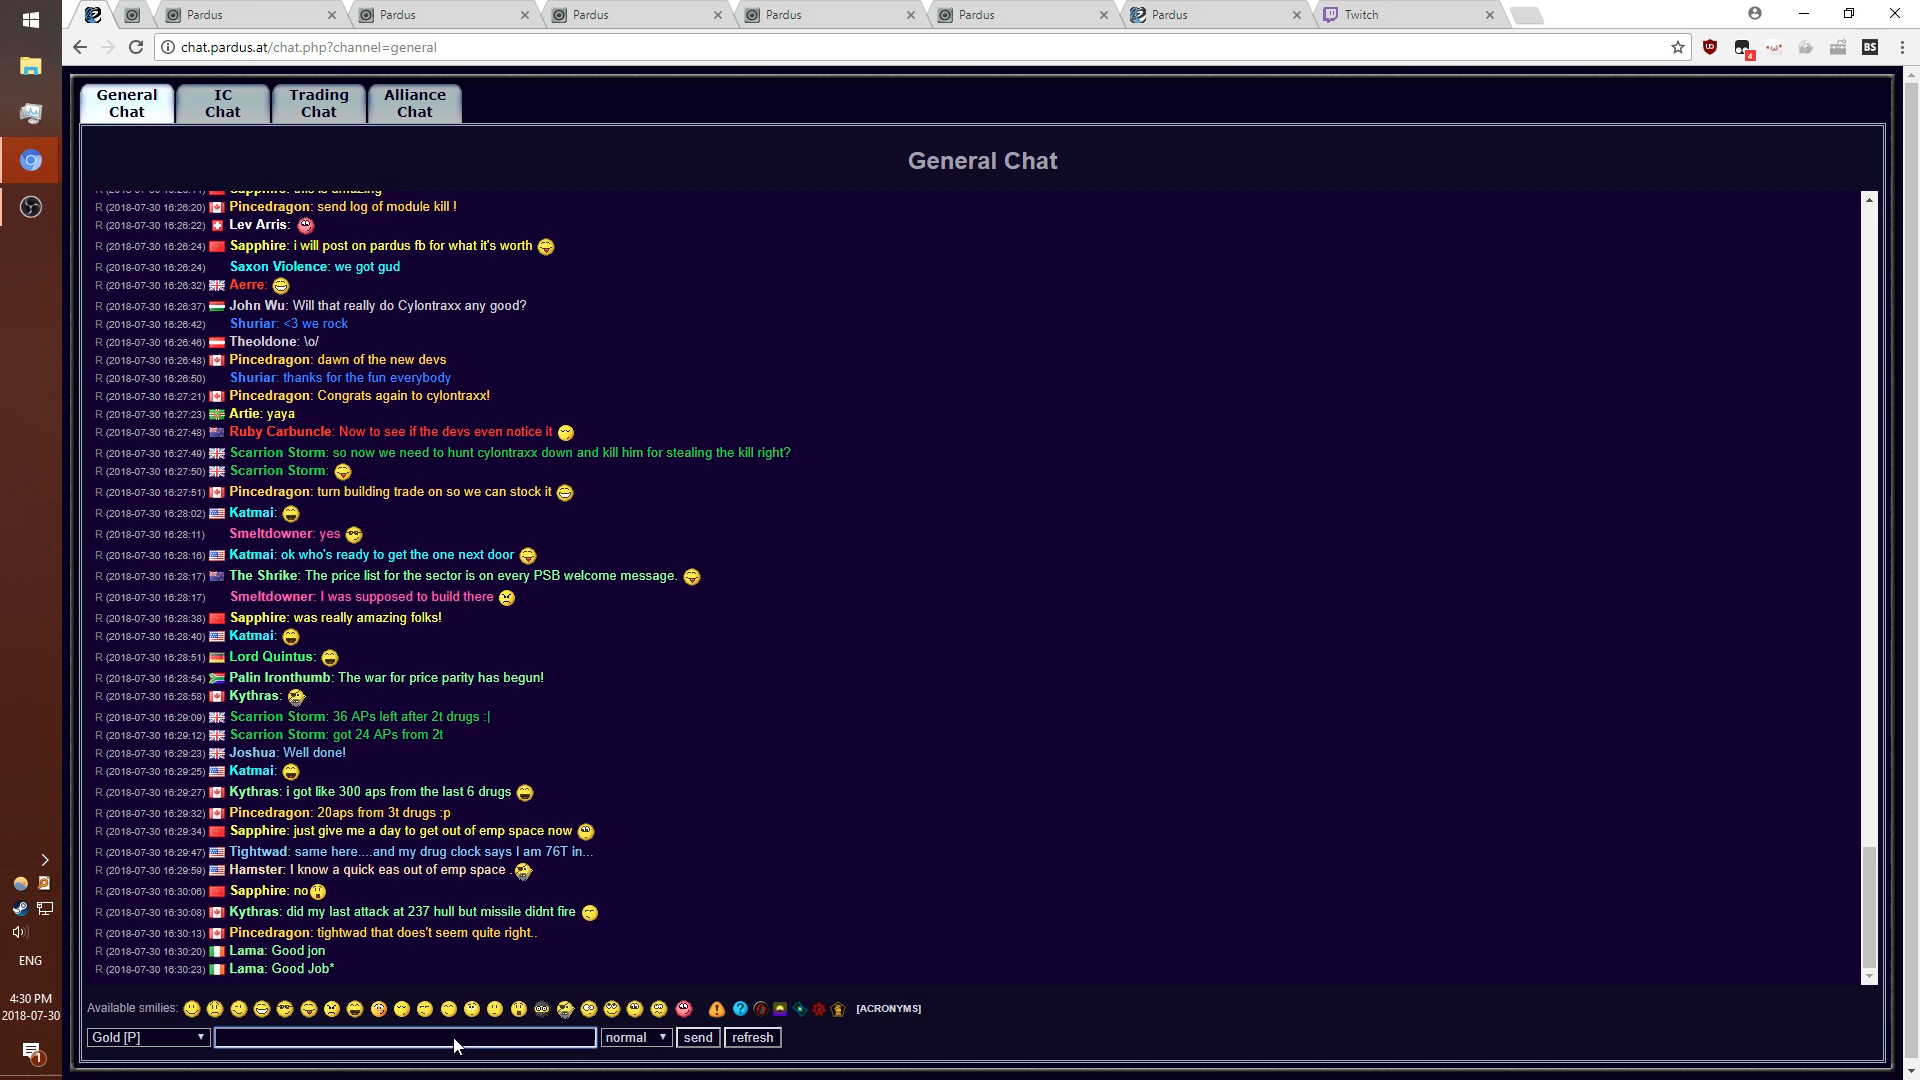 Pardus
Pardus
Pardus
Pardus
Pardus
Pardus
Twitch
chat.pardus.at/chat.php?channel=general
UD
4
BS
General Chat
IC Chat
Trading Chat
Alliance Chat
General Chat
Sapphire: this is amazing
R (2018-07-30 16:26:20) Pincedragon: send log of module kill !
R (2018-07-30 16:26:22) Lev Arris:
R (2018-07-30 16:26:24) Sapphire: i will post on pardus fb for what it's worth
R (2018-07-30 16:26:24) Saxon Violence: we got gud
R (2018-07-30 16:26:32) Aerre:
R (2018-07-30 16:26:37) John Wu: Will that really do Cylontraxx any good?
R (2018-07-30 16:26:42) Shuriar: <3 we rock
R (2018-07-30 16:26:46) Theoldone: \o/
R (2018-07-30 16:26:48) Pincedragon: dawn of the new devs
R (2018-07-30 16:26:50) Shuriar: thanks for the fun everybody
R (2018-07-30 16:27:21) Pincedragon: Congrats again to cylontraxx!
R (2018-07-30 16:27:23) Artie: yaya
R (2018-07-30 16:27:48) Ruby Carbuncle: Now to see if the devs even notice it
R (2018-07-30 16:27:49) Scarrion Storm: so now we need to hunt cylontraxx down and kill him for stealing the kill right?
R (2018-07-30 16:27:50) Scarrion Storm:
R (2018-07-30 16:27:51) Pincedragon: turn building trade on so we can stock it
R (2018-07-30 16:28:02) Katmai:
R (2018-07-30 16:28:11) Smeltdowner: yes
R (2018-07-30 16:28:16) Katmai: ok who's ready to get the one next door
R (2018-07-30 16:28:17) The Shrike: The price list for the sector is on every PSB welcome message.
R (2018-07-30 16:28:17) Smeltdowner: I was supposed to build there
R (2018-07-30 16:28:38) Sapphire: was really amazing folks!
R (2018-07-30 16:28:40) Katmai:
R (2018-07-30 16:28:51) Lord Quintus:
R (2018-07-30 16:28:54) Palin Ironthumb: The war for price parity has begun!
R (2018-07-30 16:28:58) Kythras:
R (2018-07-30 16:29:09) Scarrion Storm: 36 APs left after 2t drugs :|
R (2018-07-30 16:29:12) Scarrion Storm: got 24 APs from 2t
R (2018-07-30 16:29:23) Joshua: Well done!
R (2018-07-30 16:29:25) Katmai:
R (2018-07-30 16:29:27) Kythras: i got like 300 aps from the last 6 drugs
R (2018-07-30 16:29:32) Pincedragon: 20aps from 3t drugs :p
R (2018-07-30 16:29:34) Sapphire: just give me a day to get out of emp space now
R (2018-07-30 16:29:47) Tightwad: same here....and my drug clock says I am 76T in...
R (2018-07-30 16:29:59) Hamster: I know a quick eas out of emp space .
R (2018-07-30 16:30:06) Sapphire: no
R (2018-07-30 16:30:08) Kythras: did my last attack at 237 hull but missile didnt fire
R (2018-07-30 16:30:13) Pincedragon: tightwad that does't seem quite right..
R (2018-07-30 16:30:20) Lama: Good jon
R (2018-07-30 16:30:23) Lama: Good Job*
Available smilies: [ACRONYMS]
Gold [P] normal send refresh
ENG
4:30 PM
2018-07-30
1